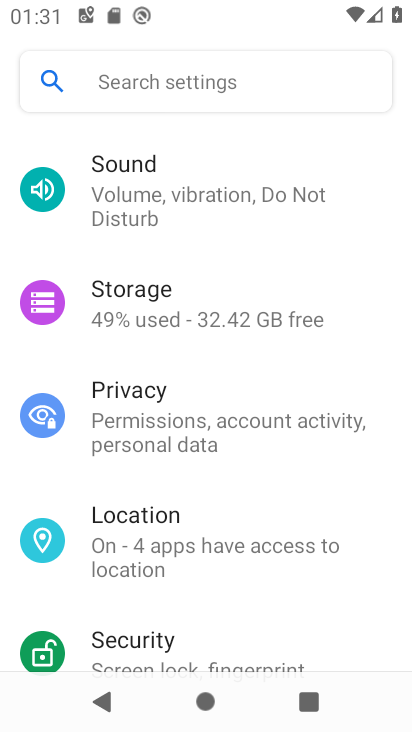 01:31
Search settings
Sound
Volume, vibration, Do Not
Disturb
Storage
49% used - 32.42 GB free
Privacy
Permissions, account activity,
personal data
Location
On - 4 apps have access to
location
Security
Screen lock, fingerprint